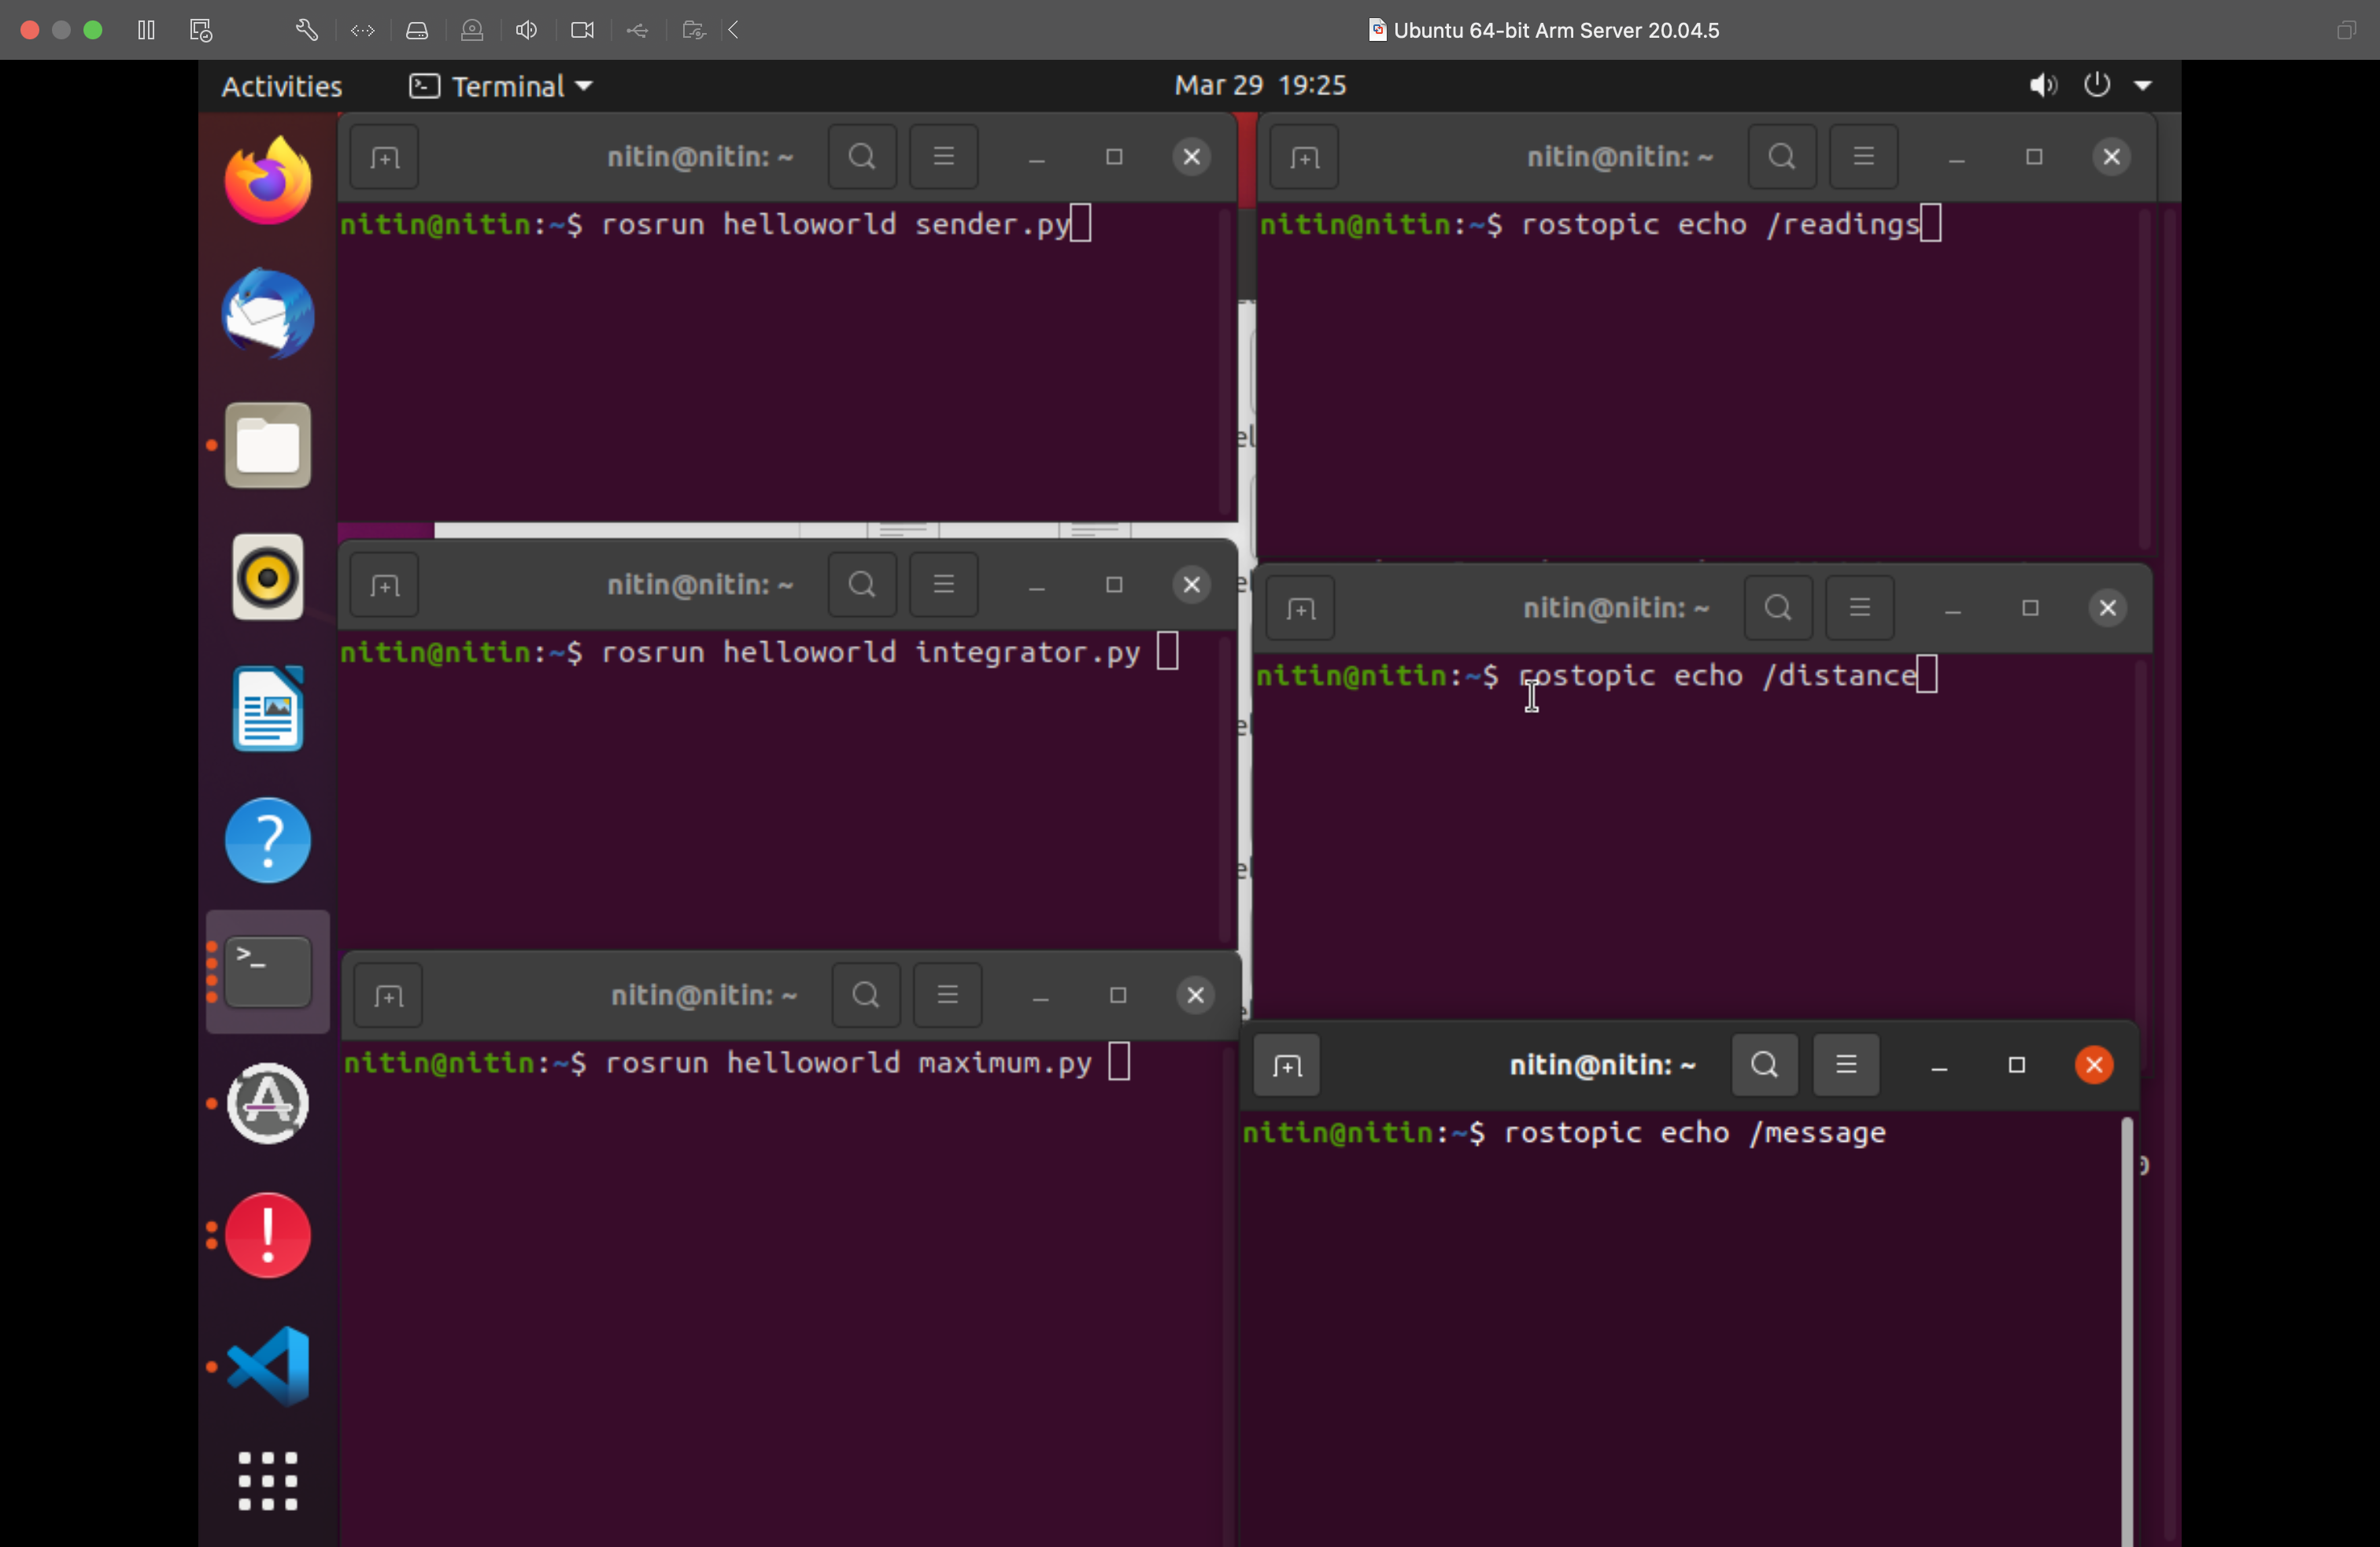 Ubuntu 64-bit Arm Server 20.04.5
Activities
Terminal
Mar 29 19:25
nitin@nitin: ~
nitin@nitin:~$ rosrun helloworld sender.py
nitin@nitin: ~
nitin@nitin:~$ rostopic echo /readings
nitin@nitin: ~
nitin@nitin:~$ rosrun helloworld integrator.py
nitin@nitin: ~
nitin@nitin:~$ rostopic echo /distance
nitin@nitin: ~
nitin@nitin:~$ rosrun helloworld maximum.py
nitin@nitin: ~
nitin@nitin:~$ rostopic echo /message